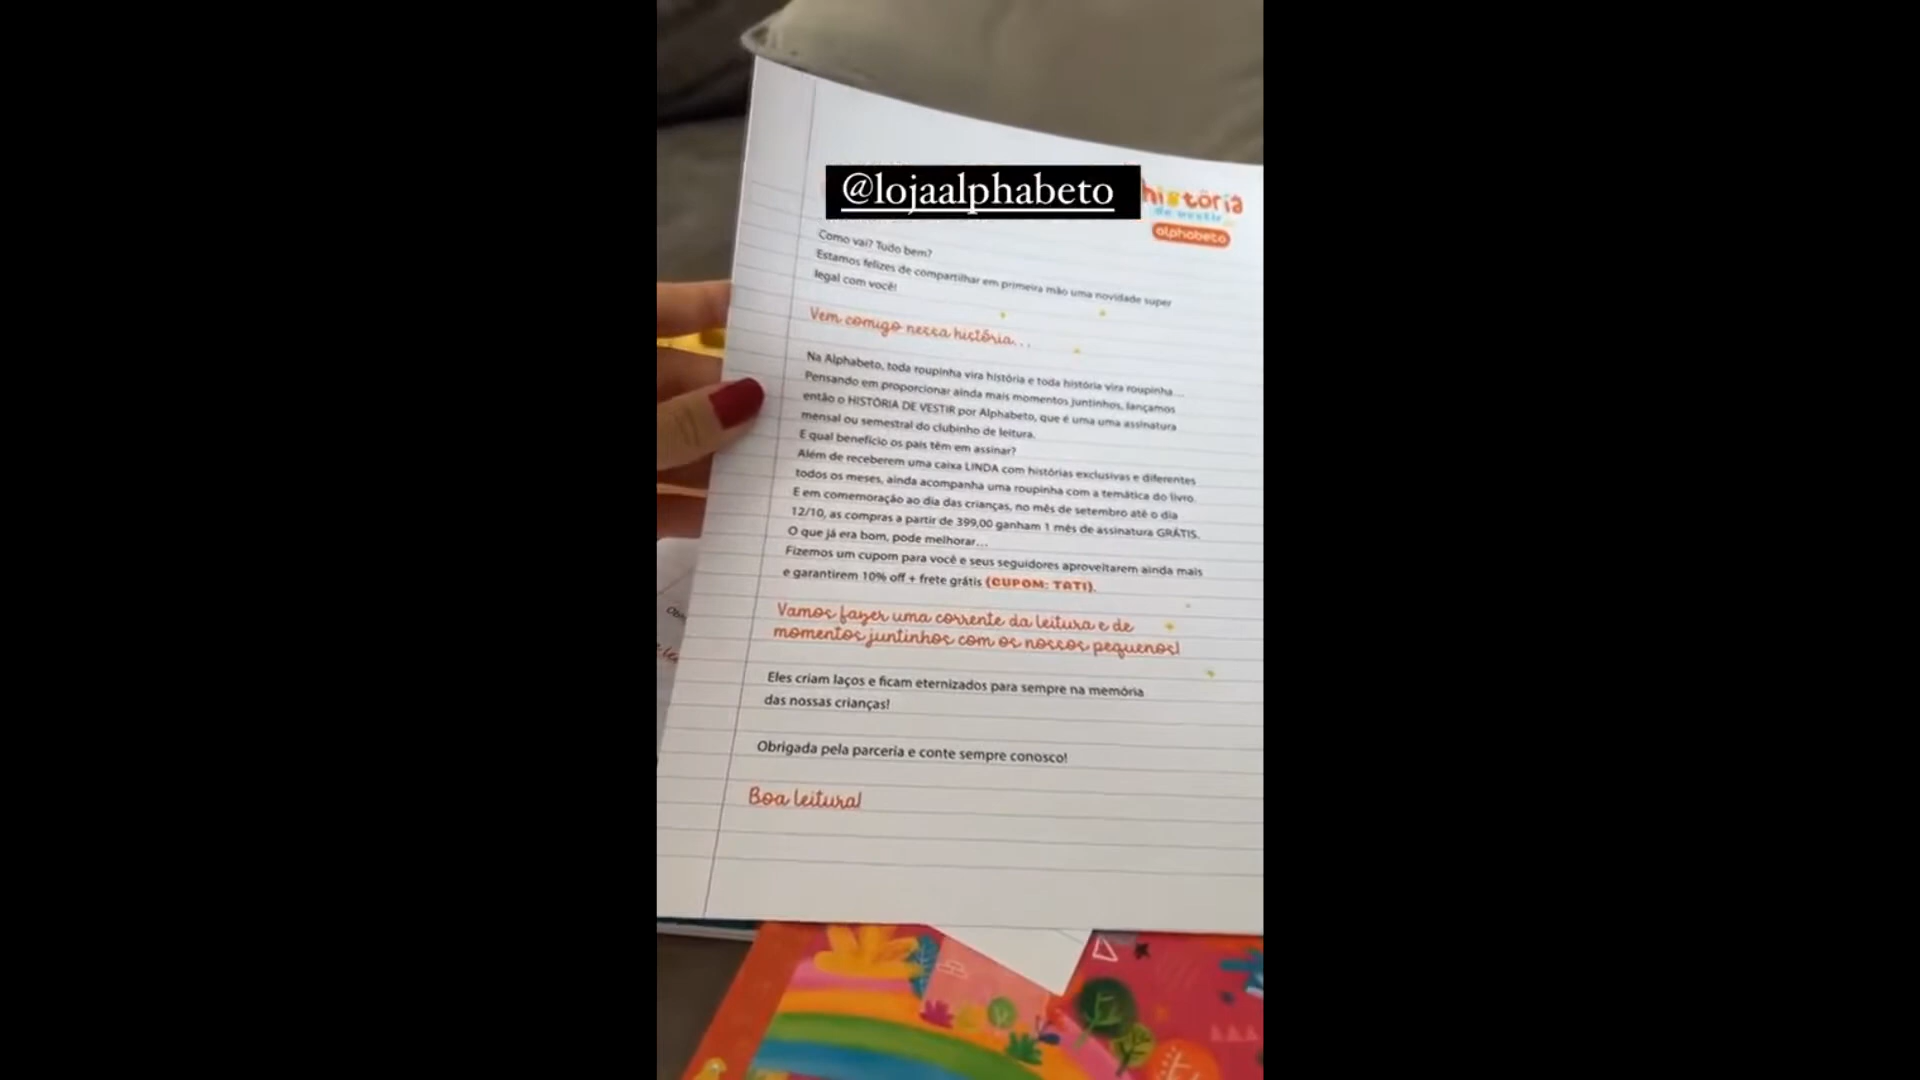 @lojaalphabeto
história
de vestir
alphabeto
Como vai? Tudo bem?
Estamos felizes de compartilhar em primeira mão uma novidade super
legal com você!
Vem comigo nessa história...
Na Alphabeto, toda roupinha vira história e toda história vira roupinha...
Pensando em proporcionar ainda mais momentos juntinhos, lançamos
então o HISTÓRIA DE VESTIR por Alphabeto, que é uma uma assinatura
mensal ou semestral do clubinho de leitura.
E qual benefício os pais têm em assinar?
Além de receberem uma caixa LINDA com histórias exclusivas e diferentes
todos os meses, ainda acompanha uma roupinha com a temática do livro.
E em comemoração ao dia das crianças, no mês de setembro até o dia
12/10, as compras a partir de 399,00 ganham 1 mês de assinatura GRÁTIS.
O que já era bom, pode melhorar...
Fizemos um cupom para você e seus seguidores aproveitarem ainda mais
e garantirem 10% off + frete grátis (CUPOM: TATI).
Vamos fazer uma corrente da leitura e de
momentos juntinhos com os nossos pequenos!
Eles criam laços e ficam eternizados para sempre na memória
das nossas crianças!
Obrigada pela parceria e conte sempre conosco!
Boa leitura!